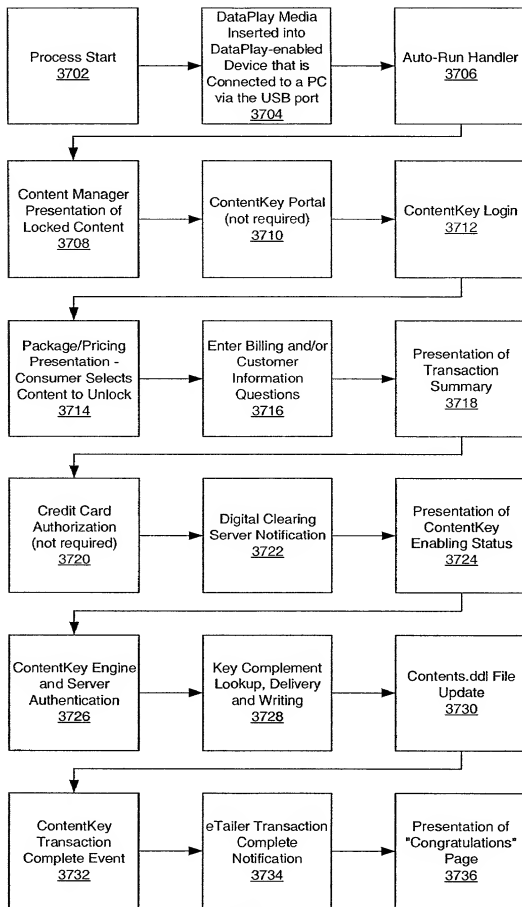 Process Start
3702
DataPlay Media
Inserted into
DataPlay-enabled
Device that is
Connected to a PC
via the USB port
3704
Auto-Run Handler
3706
Content Manager
Presentation of
Locked Content
3708
ContentKey Portal
(not required)
3710
ContentKey Login
3712
Package/Pricing
Presentation -
Consumer Selects
Content to Unlock
3714
Enter Billing and/or
Customer
Information
Questions
3716
Presentation of
Transaction
Summary
3718
Credit Card
Authorization
(not required)
3720
Digital Clearing
Server Notification
3722
Presentation of
ContentKey
Enabling Status
3724
ContentKey Engine
and Server
Authentication
3726
Key Complement
Lookup, Delivery
and Writing
3728
Contents.ddl File
Update
3730
ContentKey
Transaction
Complete Event
3732
eTailer Transaction
Complete
Notification
3734
Presentation of
"Congratulations"
Page
3736